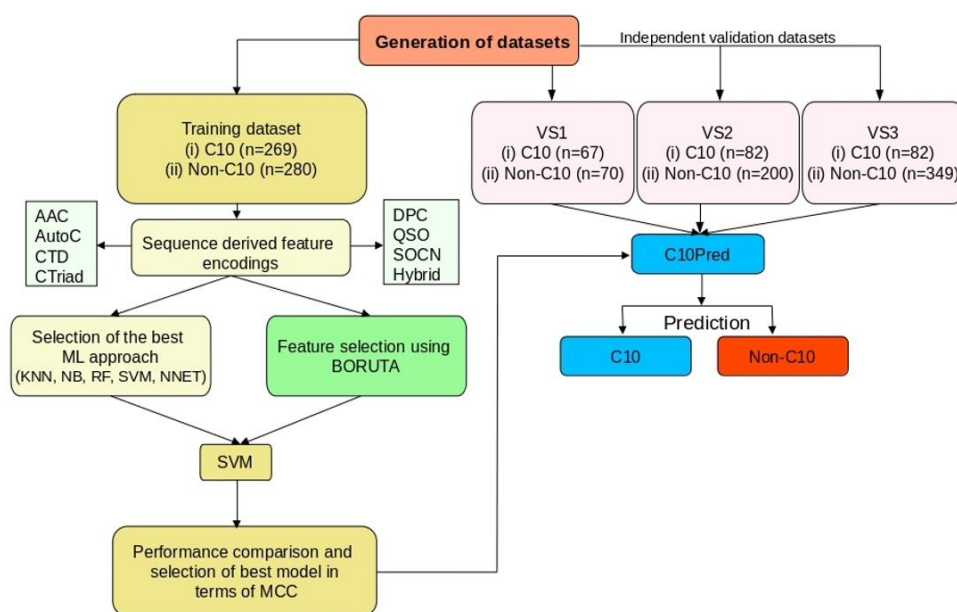 Generation of datasets
Independent validation datasets
Training dataset
(i) C10 (n=269)
(ii) Non-C10 (n=280)
VS1
(i) C10 (n=67)
(ii) Non-C10 (n=70)
VS2
(i) C10 (n=82)
(ii) Non-C10 (n=200)
VS3
(i) C10 (n=82)
(ii) Non-C10 (n=349)
AAC
AutoC
CTD
CTriad
Sequence derived feature
encodings
DPC
QSO
SOCN
Hybrid
C10Pred
Prediction
C10
Non-C10
Selection of the best
ML approach
(KNN, NB, RF, SVM, NNET)
Feature selection using
BORUTA
SVM
Performance comparison and
selection of best model in
terms of MCC